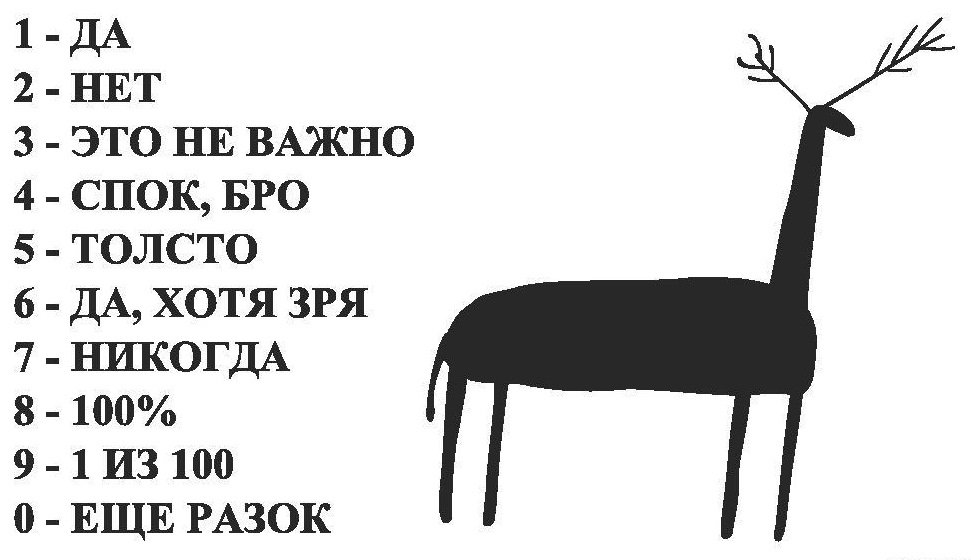 1 - ДА
2 - НЕТ
3 - ЭТО НЕ ВАЖНО
4 - СПОК, БРО
5 - ТОЛСТО
6 - ДА, ХОТЯ ЗРЯ
7 - НИКОГДА
8 - 100%
9 - 1 ИЗ 100
0 - ЕЩЕ РАЗОК